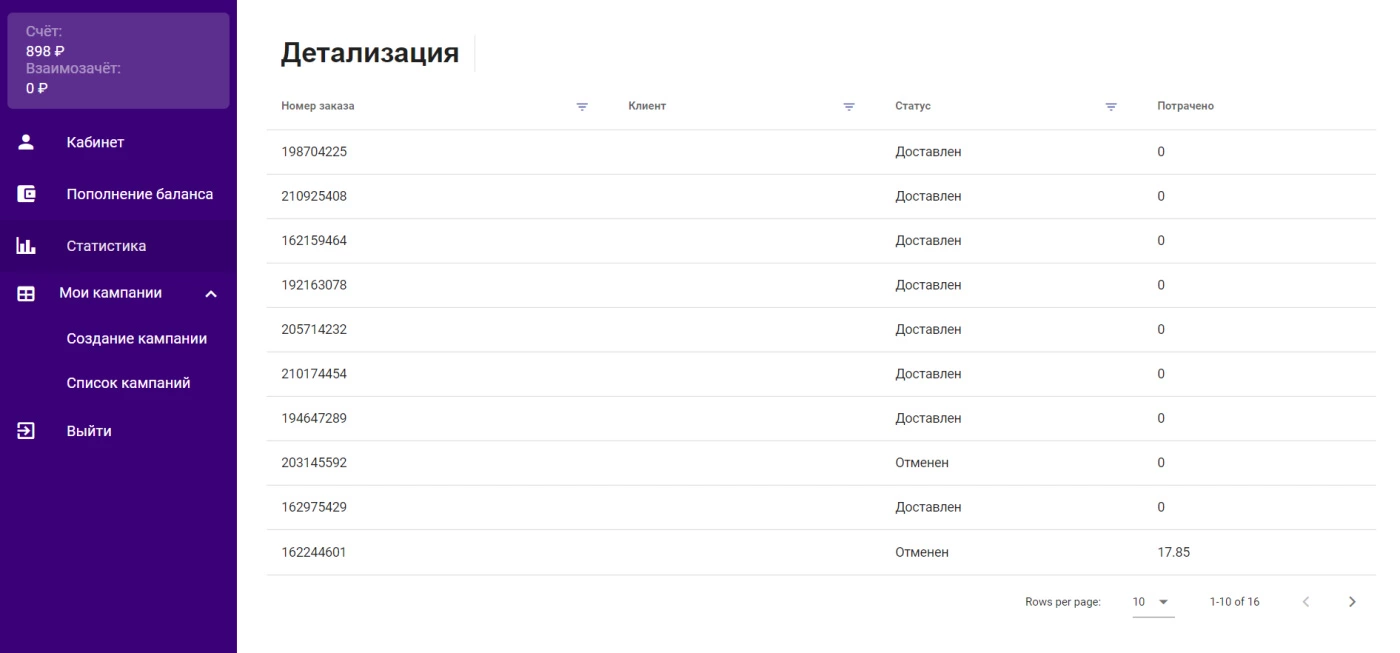 Счёт:
898 ₽
Взаимозачёт:
0 ₽
Кабинет
Пополнение баланса
Статистика
Мои кампании
Создание кампании
Список кампаний
Выйти
Детализация
Номер заказа Клиент Статус Потрачено
198704225 Доставлен 0
210925408 Доставлен 0
162159464 Доставлен 0
192163078 Доставлен 0
205714232 Доставлен 0
210174454 Доставлен 0
194647289 Доставлен 0
203145592 Отменен 0
162975429 Доставлен 0
162244601 Отменен 17.85
Rows per page: 10 1-10 of 16